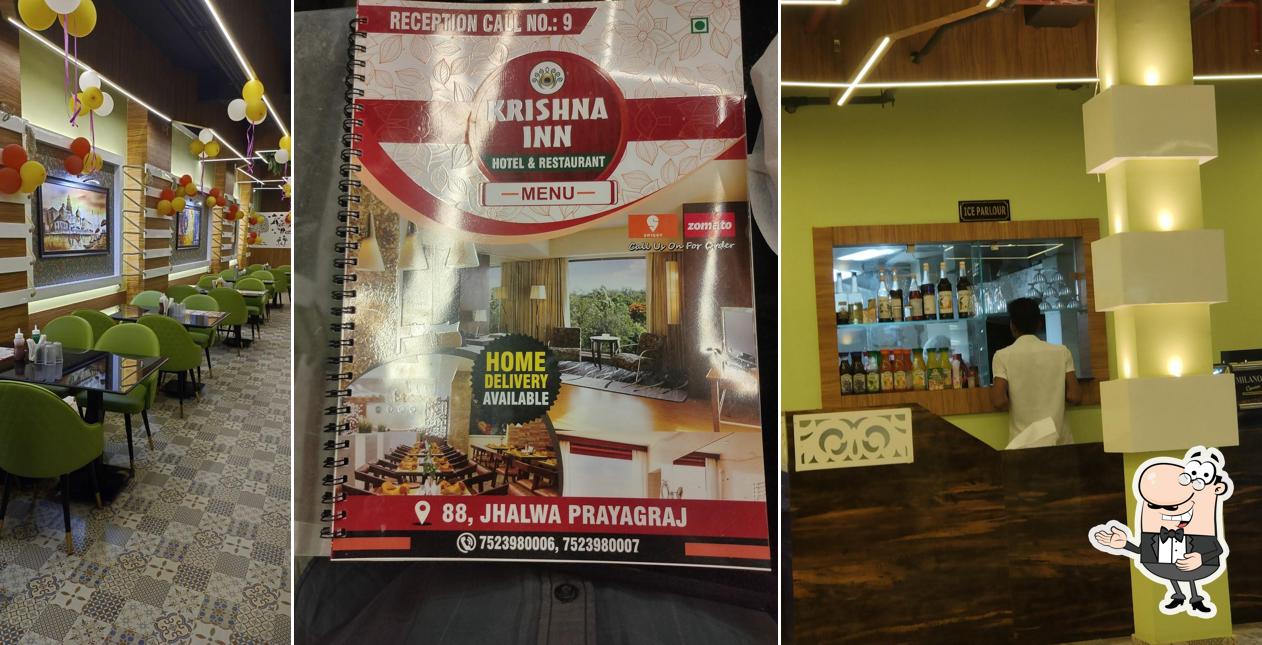 RECEPTION CALL NO.: 9
KRISHNA
INN
HOTEL & RESTAURANT
MENU
SWIGGY
zomato
Call Us On For Order
HOME
DELIVERY
AVAILABLE
88, JHALWA PRAYAGRAJ
7523980006, 7523980007
ICE PARLOUR
MILANO